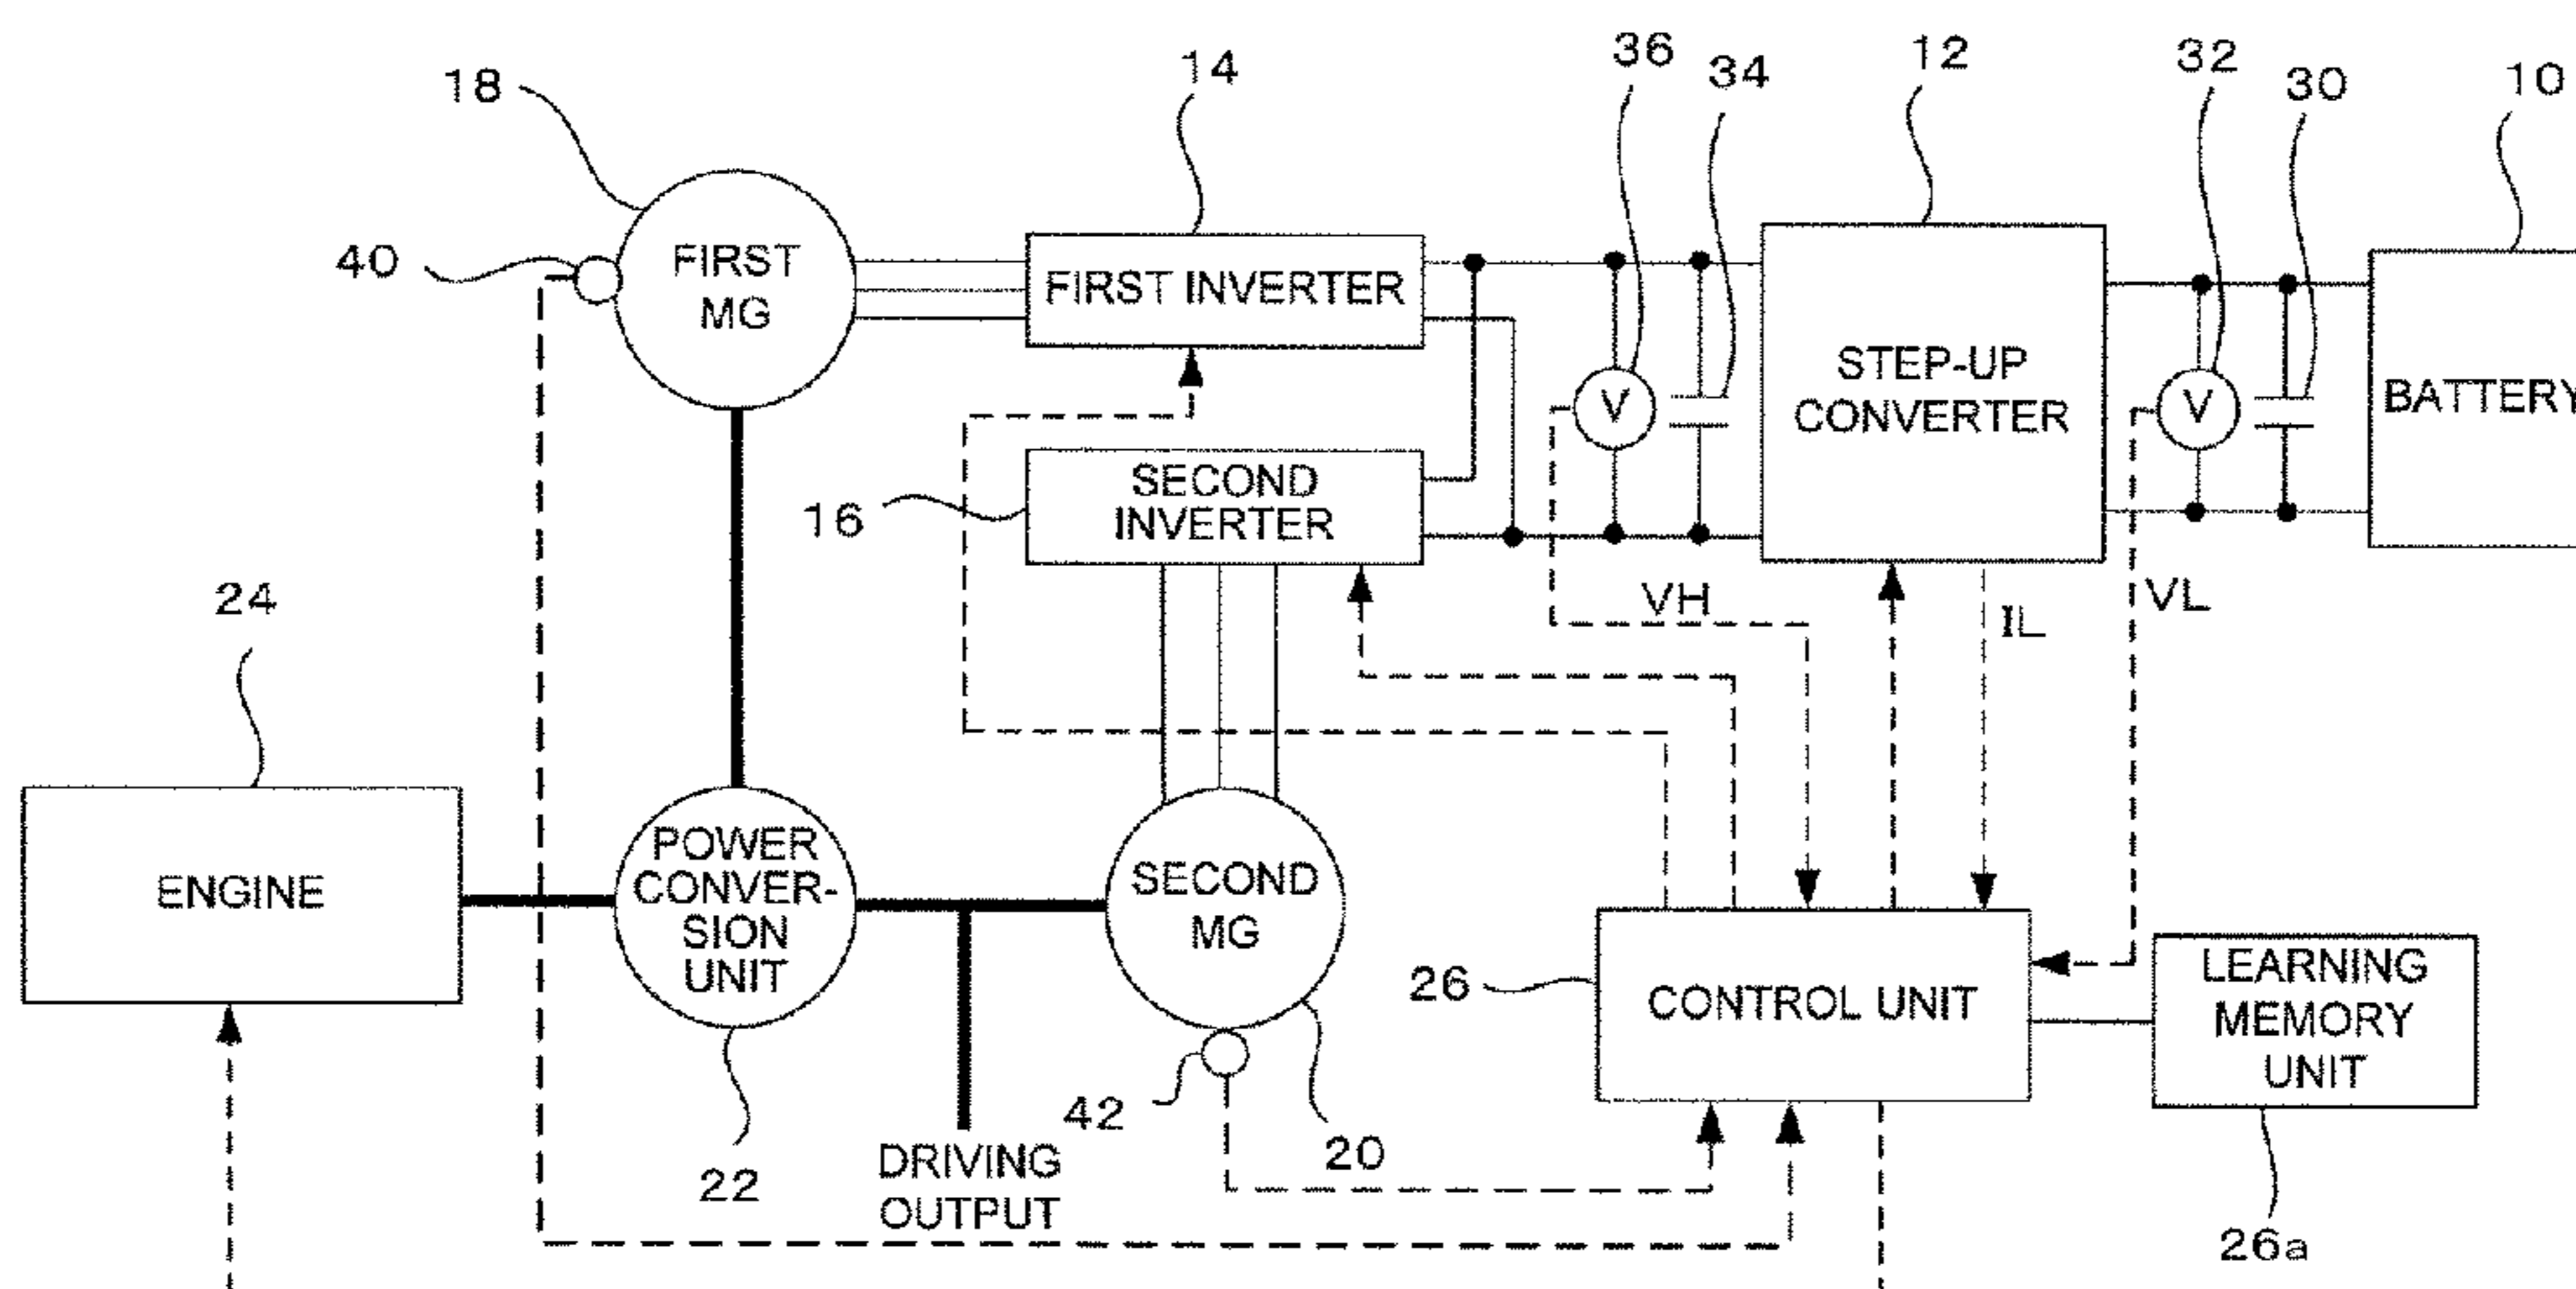 36
12
32
14
34
30
10
18
40
FIRST
MG
FIRST INVERTER
STEP-UP
CONVERTER
V
V
BATTERY
SECOND
INVERTER
16
VH
IL
VL
24
ENGINE
POWER
CONVER-
SION
UNIT
SECOND
MG
26
CONTROL UNIT
LEARNING
MEMORY
UNIT
42
20
22
DRIVING
OUTPUT
26a